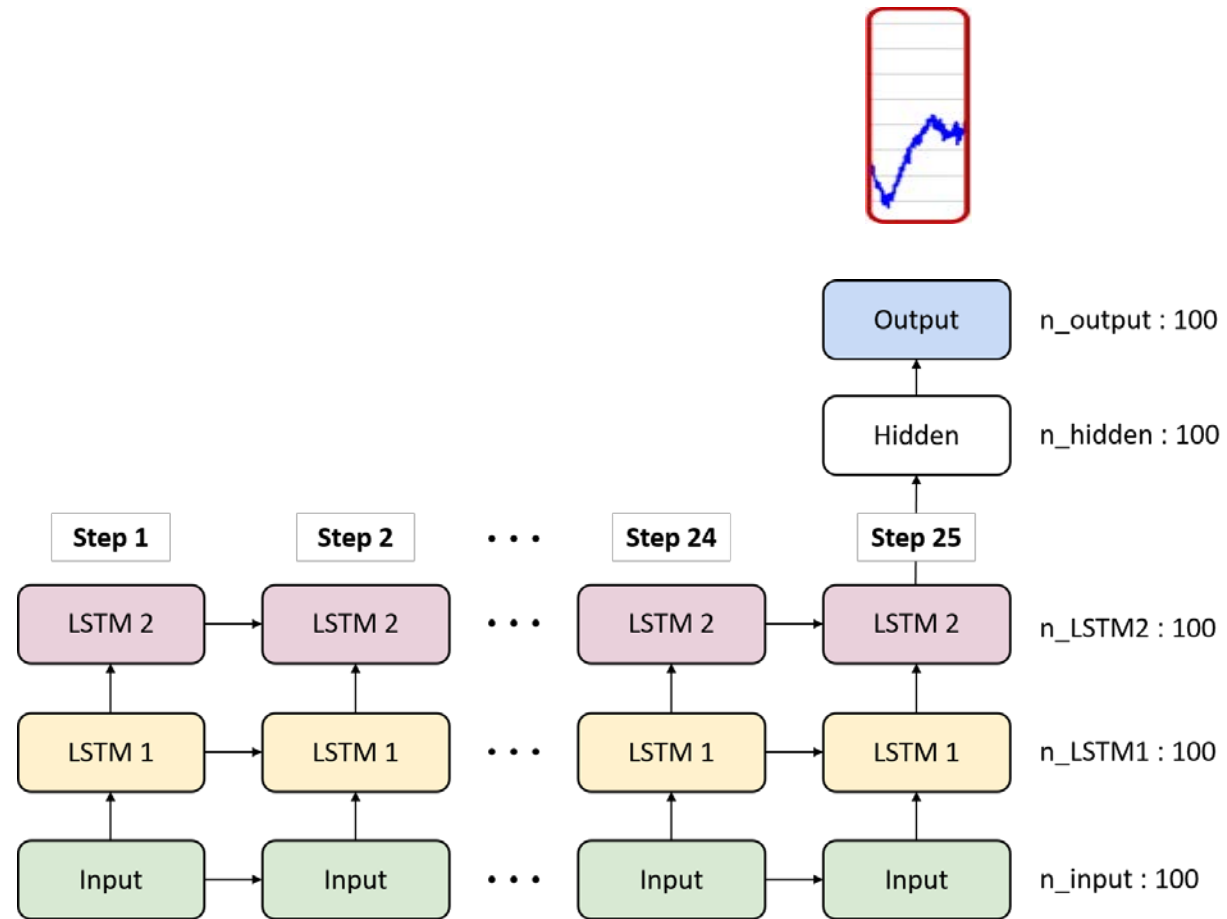 Output
n_output : 100
Hidden
n_hidden : 100
Step 1
Step 2
• • •
Step 24
Step 25
LSTM 2
LSTM 2
• • •
LSTM 2
LSTM 2
n_LSTM2 : 100
LSTM 1
LSTM 1
• • •
LSTM 1
LSTM 1
n_LSTM1 : 100
Input
Input
• • •
Input
Input
n_input : 100